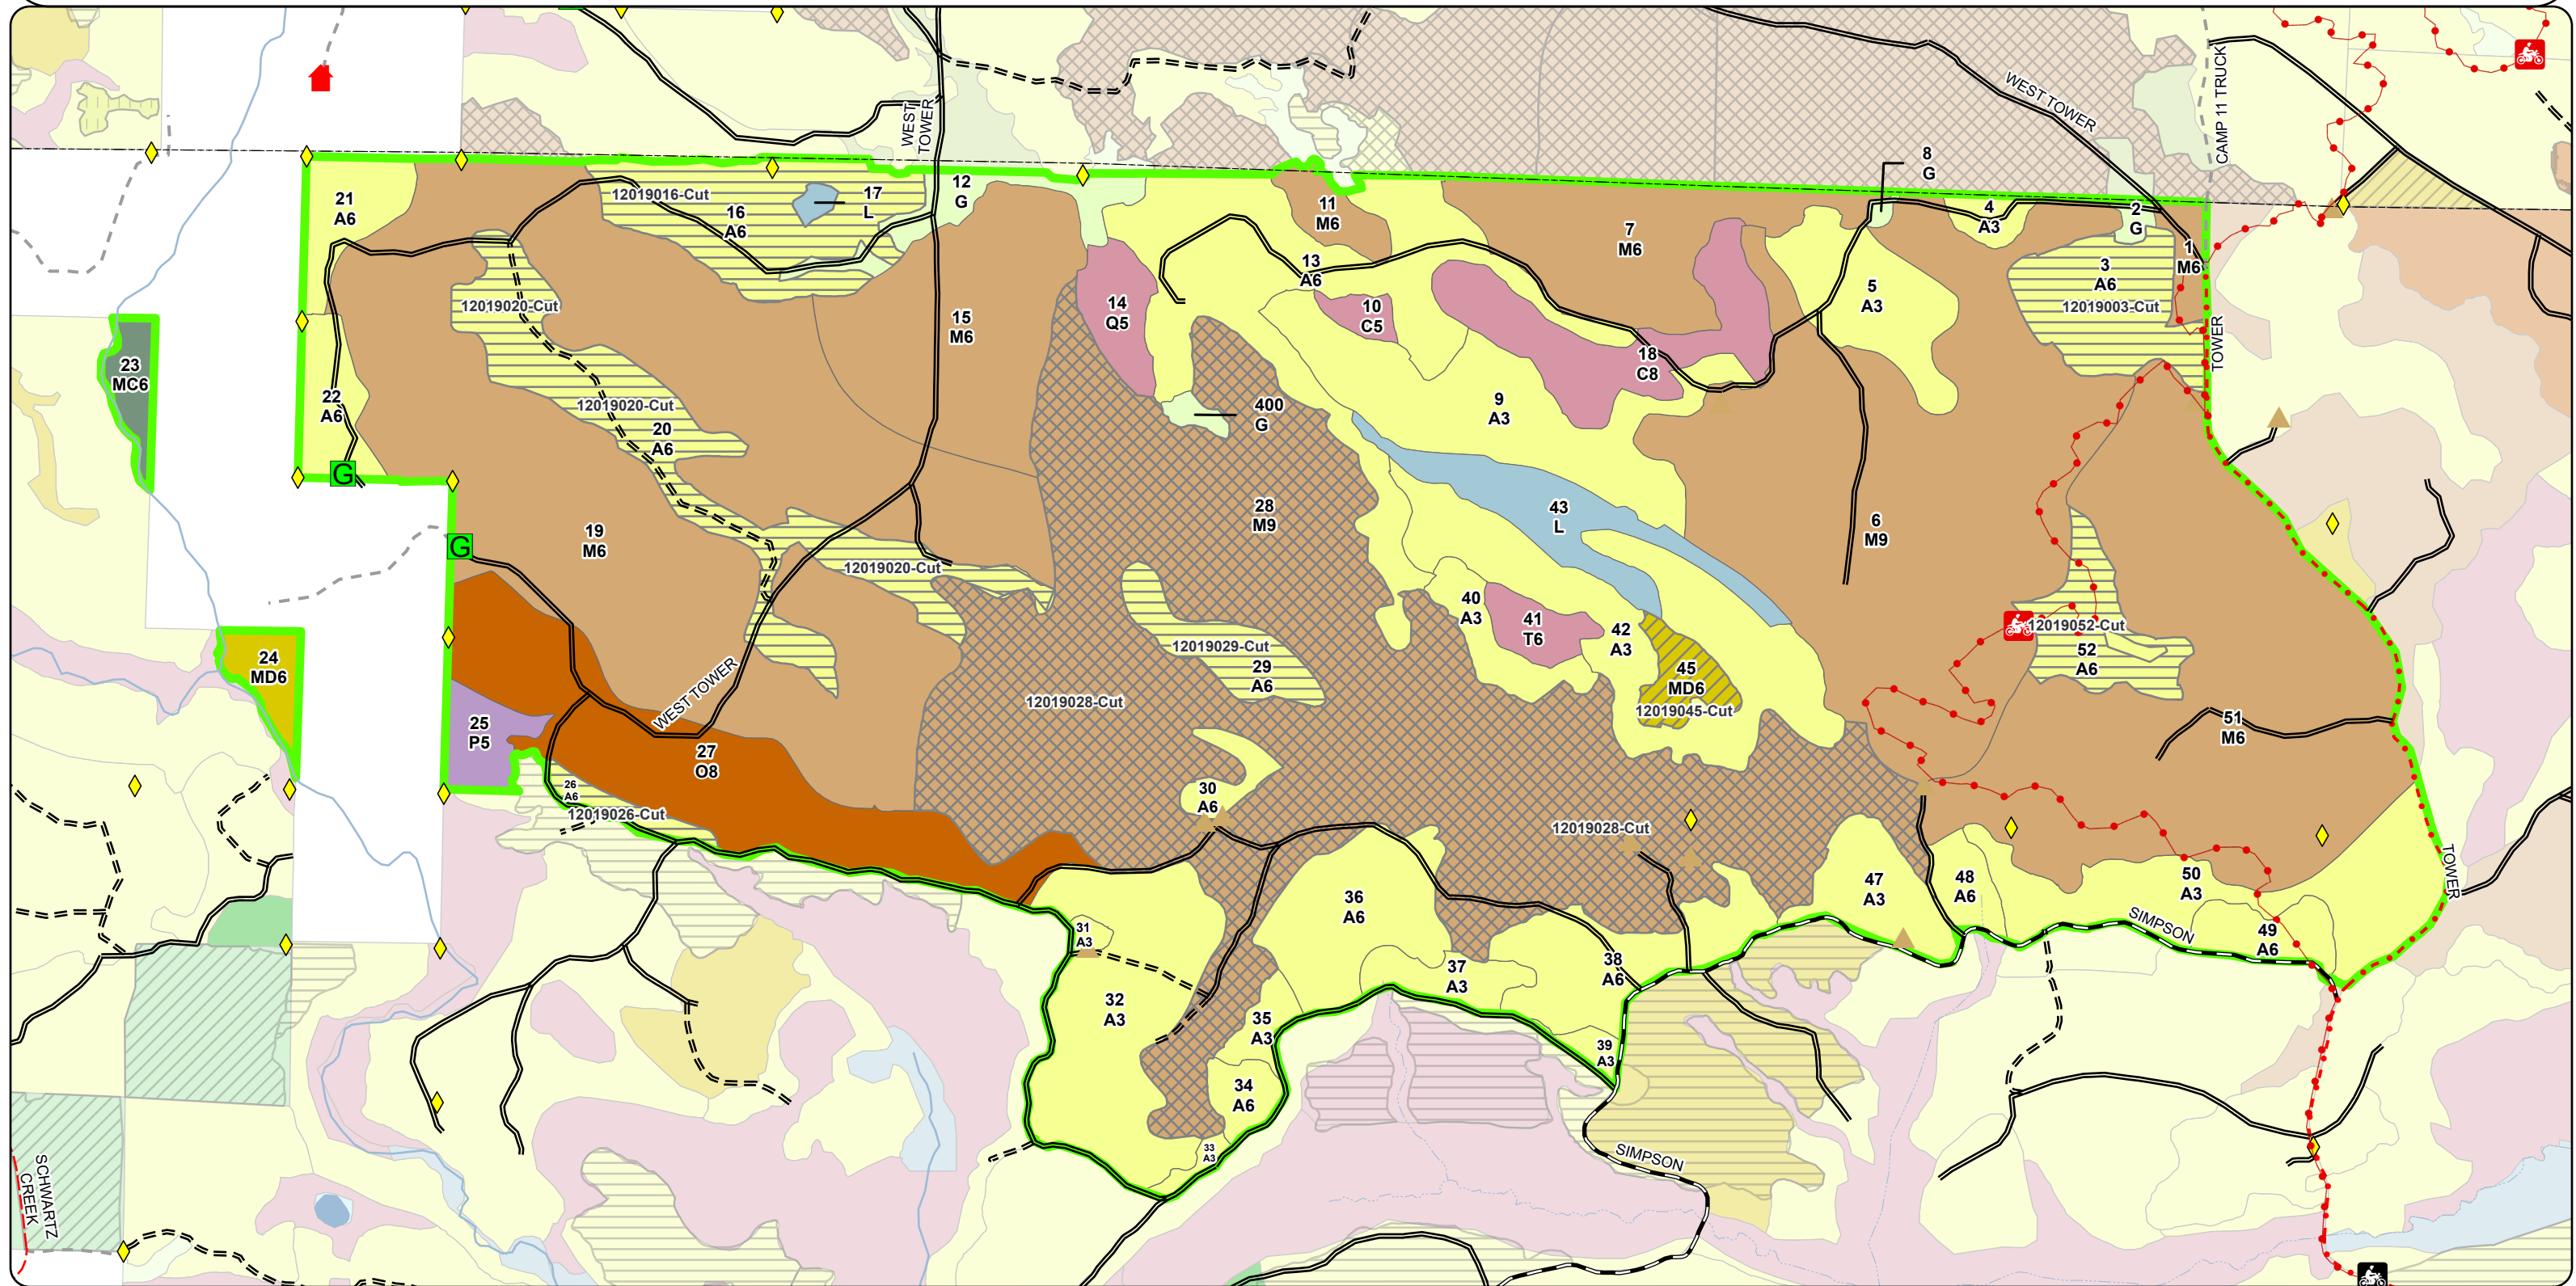 WEST TOWER
WEST TOWER
CAMP 11 TRUCK
8
G
21
A6
12019016-Cut
16
A6
17
L
12
G
11
M6
7
M6
4
A3
2
G
1
M6
3
A6
12019003-Cut
13
A6
5
A3
12019020-Cut
14
Q5
10
C5
15
M6
TOWER
18
C8
23
MC6
22
A6
12019020-Cut
20
A6
400
G
9
A3
G
28
M9
43
L
6
M9
19
M6
G
12019020-Cut
40
A3
41
T6
42
A3
12019052-Cut
52
A6
12019029-Cut
29
A6
24
MD6
45
MD6
12019045-Cut
WEST TOWER
12019028-Cut
25
P5
27
O8
51
M6
26
A6
12019026-Cut
30
A6
12019028-Cut
TOWER
36
A6
47
A3
48
A6
50
A3
SIMPSON
31
A3
49
A6
37
A3
38
A6
32
A3
35
A3
39
A3
34
A6
33
A3
SIMPSON
SCHWARTZ
CREEK